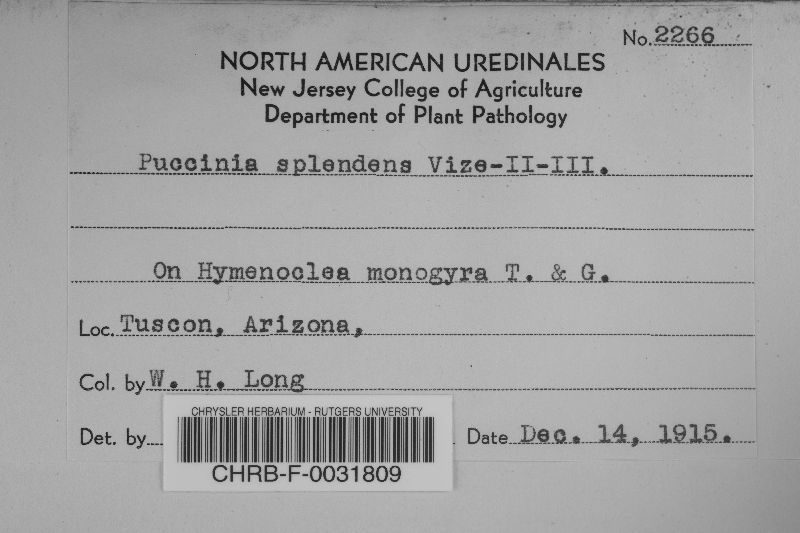 No. 2266
NORTH AMERICAN UREDINALES
New Jersey College of Agriculture
Department of Plant Pathology
Puccinia splendens Vize-II-III.
On Hymenoclea monogyra T. & G.
Loc. Tuscon, Arizona,
Col. by W. H. Long
Det. by Date Dec. 14, 1915.
CHRYSLER HERBARIUM - RUTGERS UNIVERSITY
CHRB-F-0031809